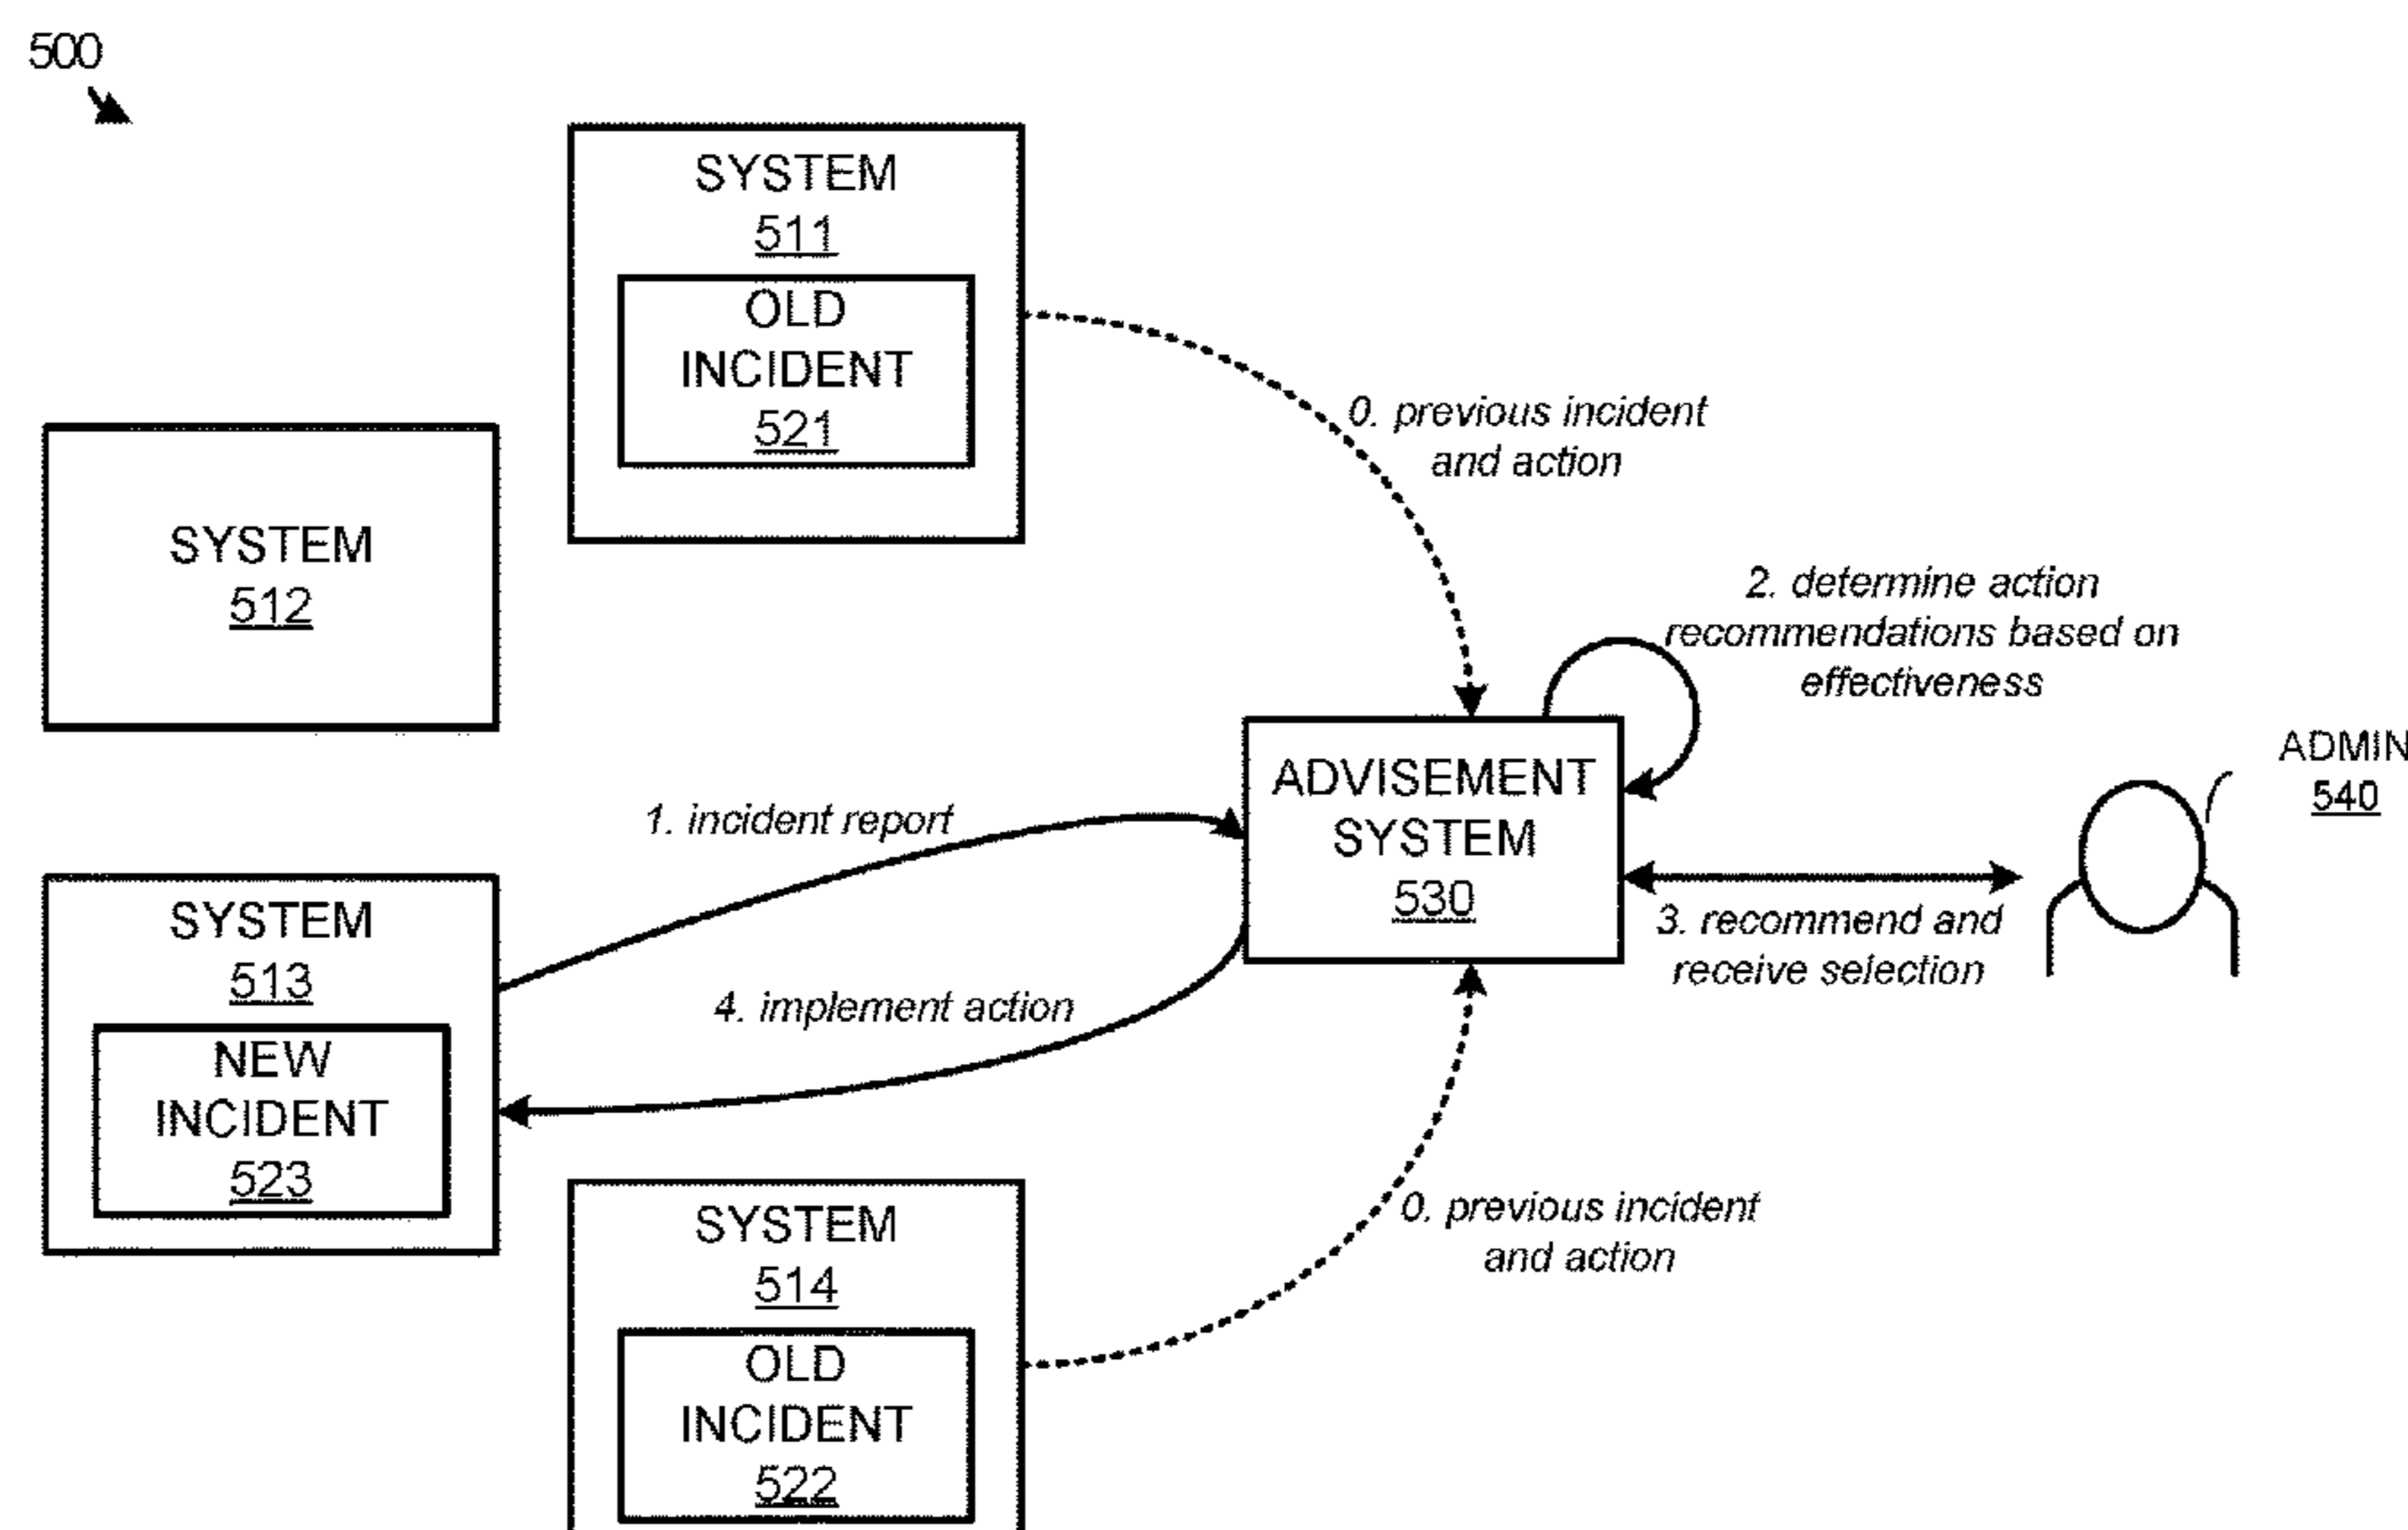 500
SYSTEM
511
OLD
INCIDENT
521
0. previous incident
and action
SYSTEM
512
2. determine action
recommendations based on
effectiveness
ADMIN
540
ADVISEMENT
SYSTEM
530
1. incident report
3. recommend and
receive selection
SYSTEM
513
NEW
INCIDENT
523
4. implement action
SYSTEM
514
OLD
INCIDENT
522
0. previous incident
and action